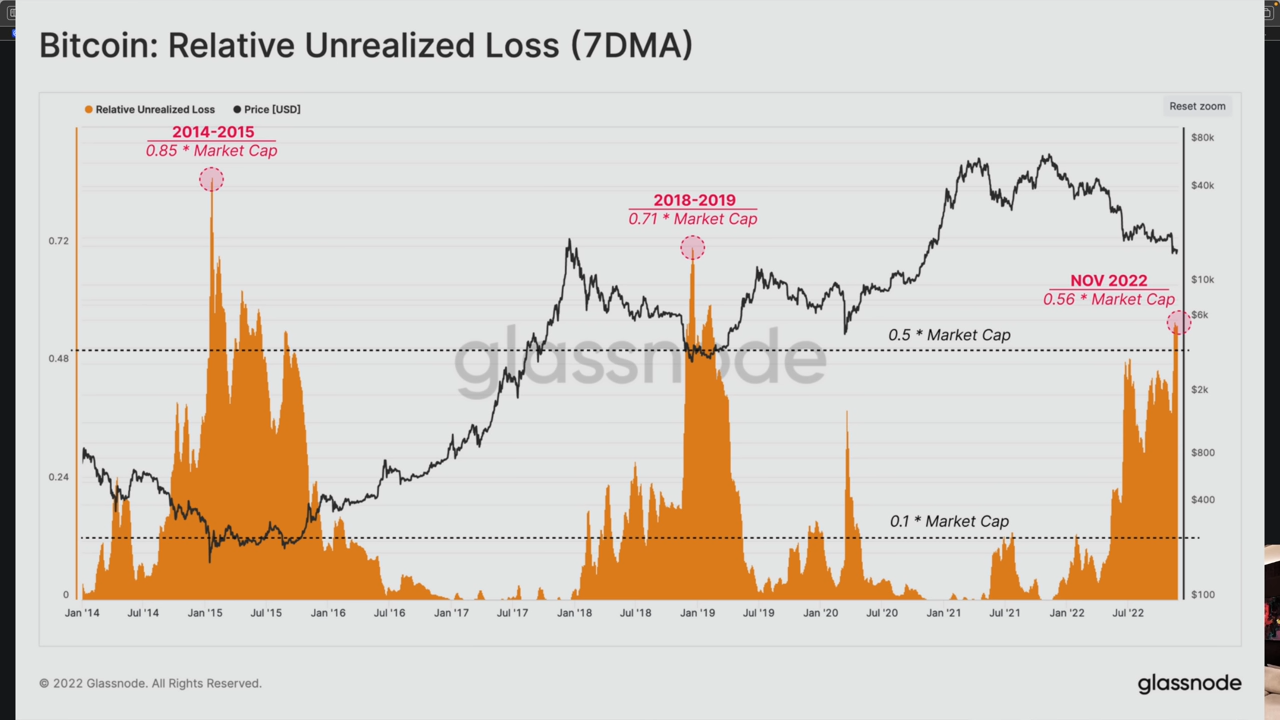 Bitcoin: Relative Unrealized Loss (7DMA)
Relative Unrealized Loss Price [USD]
Reset zoom
2014-2015
0.85 * Market Cap
2018-2019
0.71 * Market Cap
NOV 2022
0.56 * Market Cap
0.5 * Market Cap
0.1 * Market Cap
glassnode
0.72
0.48
0.24
0
$80k
$40k
$10k
$6k
$2k
$800
$400
$100
Jan '14 Jul '14 Jan '15 Jul '15 Jan '16 Jul '16 Jan '17 Jul '17 Jan '18 Jul '18 Jan '19 Jul '19 Jan '20 Jul '20 Jan '21 Jul '21 Jan '22 Jul '22
© 2022 Glassnode. All Rights Reserved.
glassnode